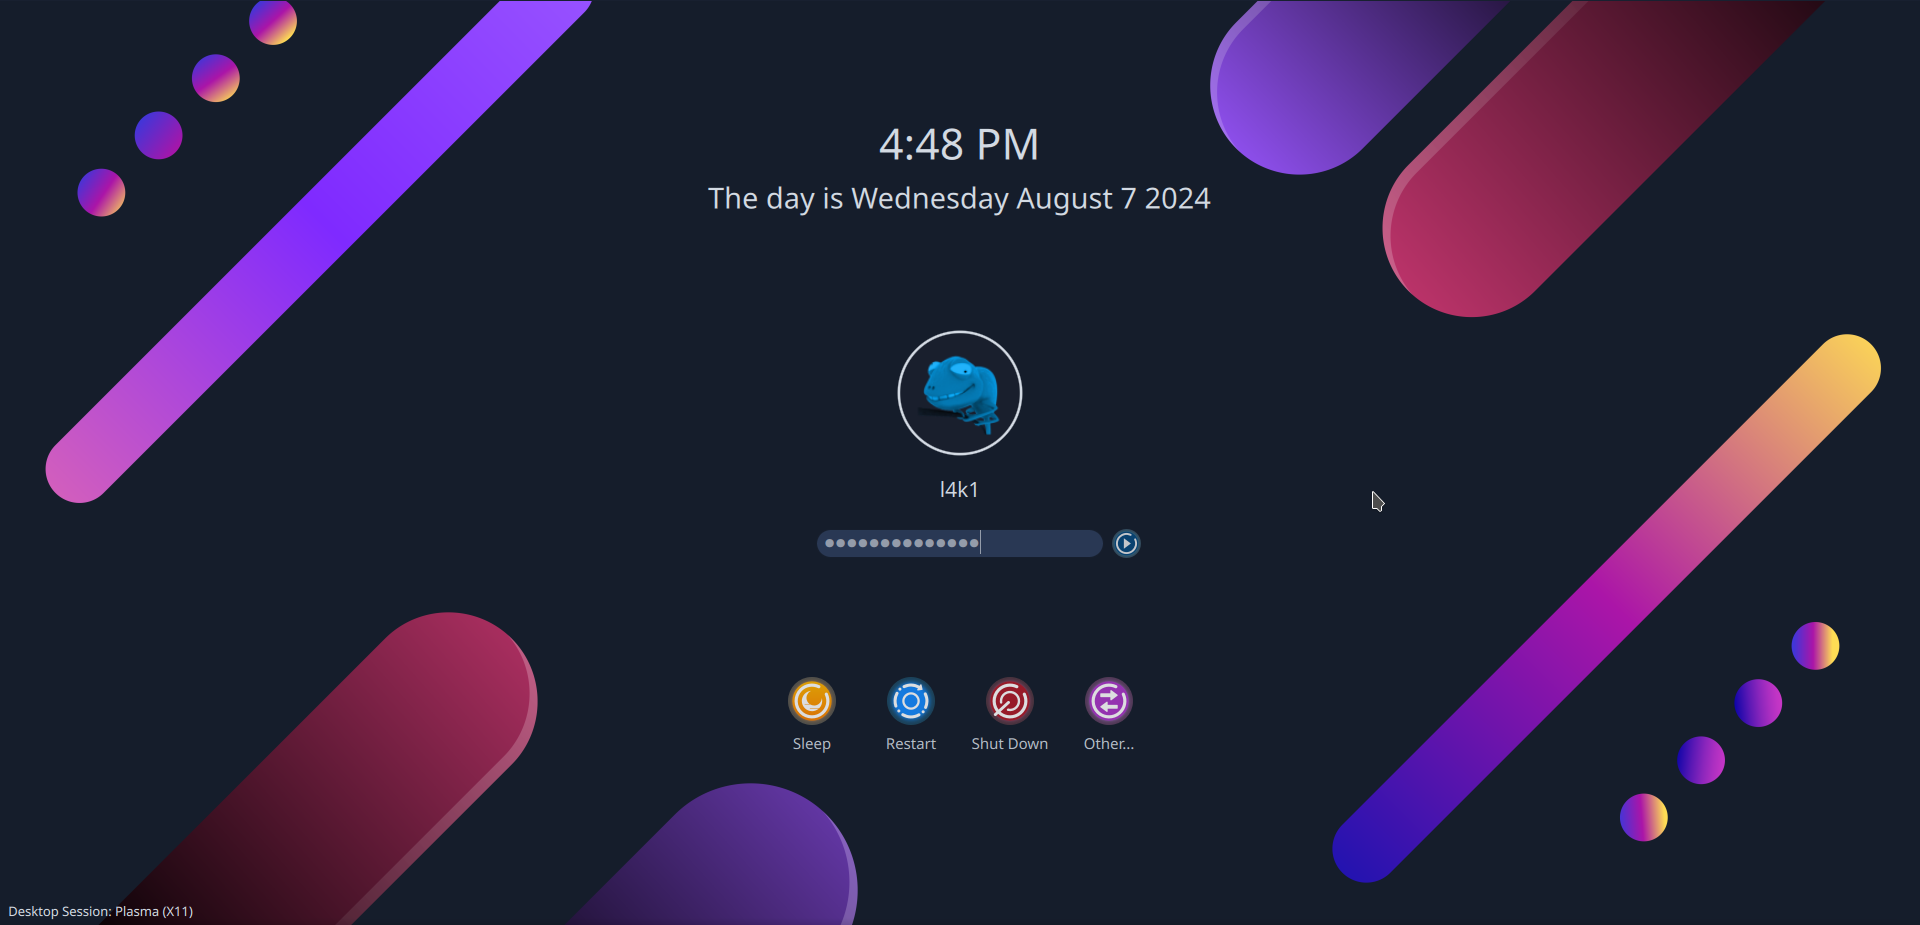 4:48 PM
The day is Wednesday August 7 2024
l4k1
Sleep
Restart
Shut Down
Other...
Desktop Session: Plasma (X11)